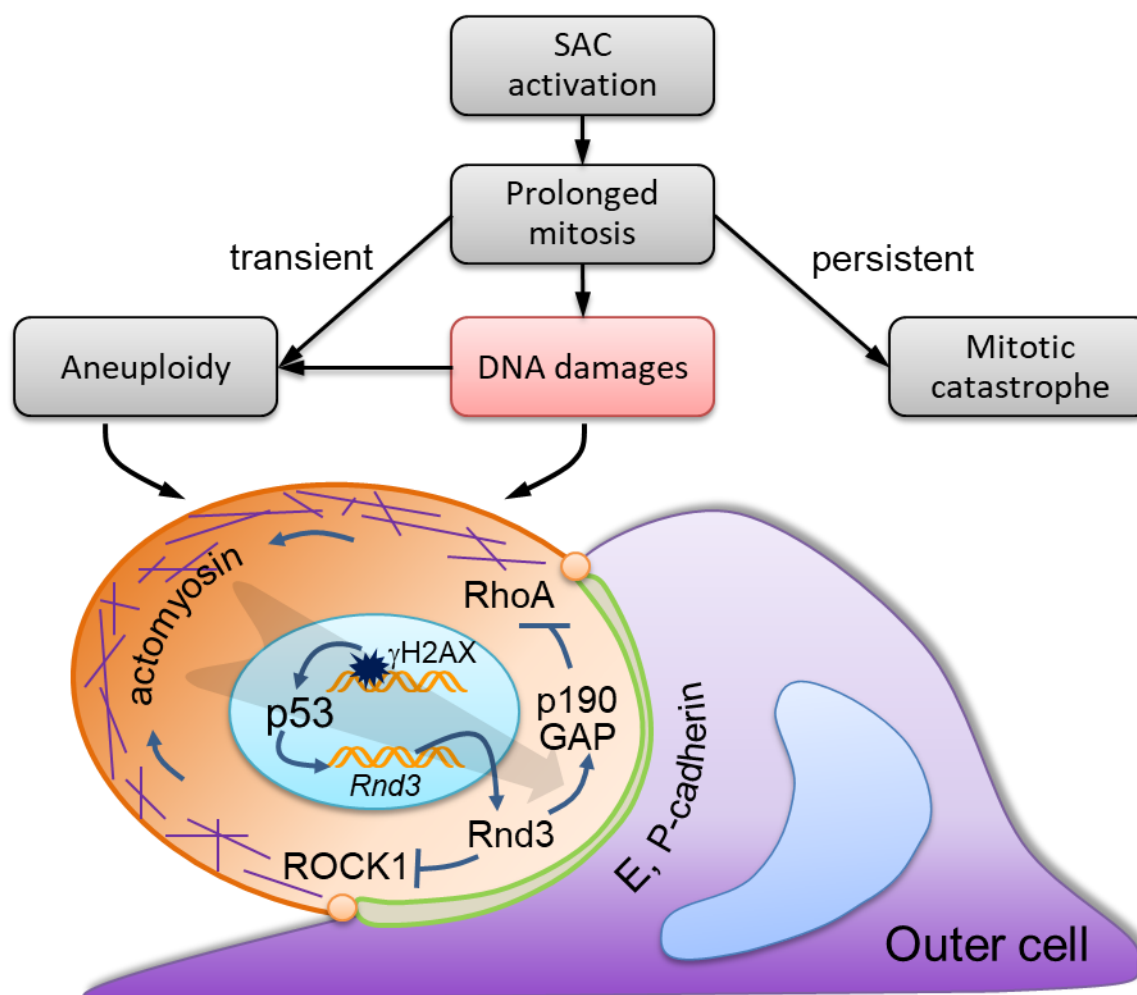 SAC
activation
Prolonged
mitosis
transient
persistent
Aneuploidy
DNA damages
Mitotic
catastrophe
actomyosin
RhoA
γH2AX
p53
p190
GAP
Rnd3
Rnd3
ROCK1
E, P-cadherin
Outer cell